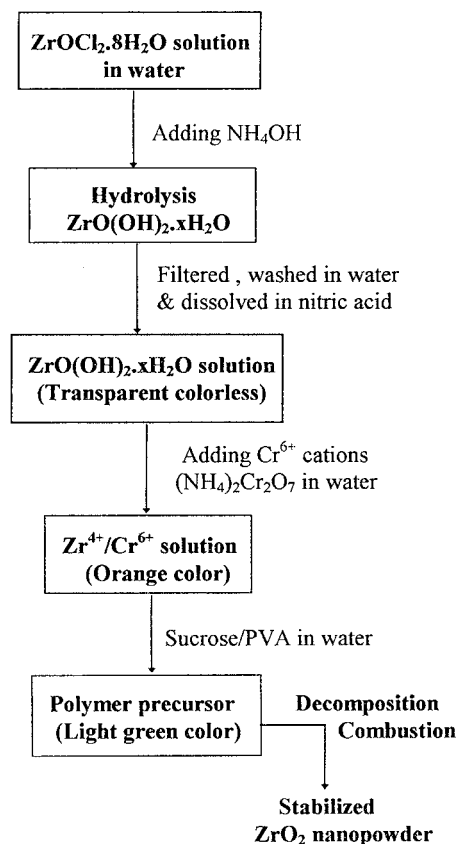 ZrOCl₂.8H₂O solution
in water
Adding NH₄OH
Hydrolysis
ZrO(OH)₂.xH₂O
Filtered , washed in water
& dissolved in nitric acid
ZrO(OH)₂.xH₂O solution
(Transparent colorless)
Adding Cr⁶⁺ cations
(NH₄)₂Cr₂O₇ in water
Zr⁴⁺/Cr⁶⁺ solution
(Orange color)
Sucrose/PVA in water
Polymer precursor
(Light green color)
Decomposition
Combustion
Stabilized
ZrO₂ nanopowder